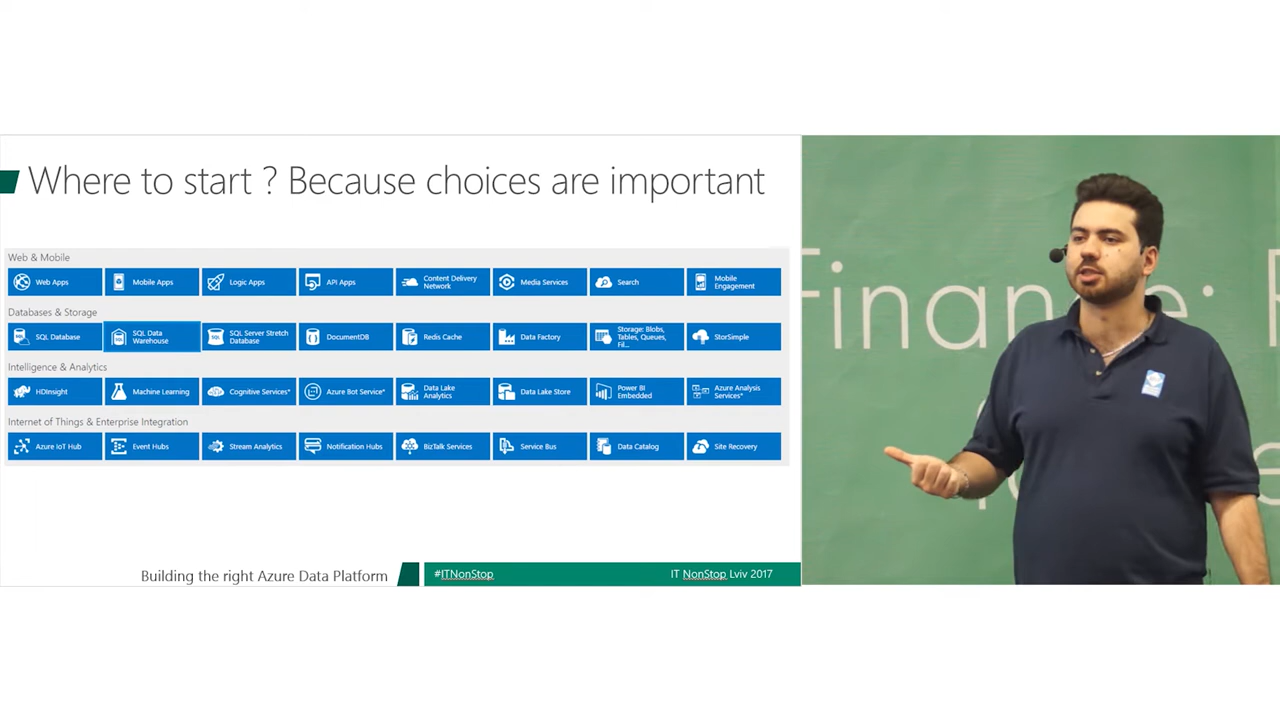 Where to start ? Because choices are important
Web & Mobile
Web Apps
Mobile Apps
Logic Apps
API Apps
Content Delivery
Network
Media Services
Search
Mobile
Engagement
Databases & Storage
SQL Database
SQL Data
Warehouse
SQL Server Stretch
Database
DocumentDB
Redis Cache
Data Factory
Storage: Blobs,
Tables, Queues,
Fil...
StorSimple
Intelligence & Analytics
HDInsight
Machine Learning
Cognitive Services*
Azure Bot Service*
Data Lake
Analytics
Data Lake Store
Power BI
Embedded
Azure Analysis
Services*
Internet of Things & Enterprise Integration
Azure IoT Hub
Event Hubs
Stream Analytics
Notification Hubs
BizTalk Services
Service Bus
Data Catalog
Site Recovery
Building the right Azure Data Platform
#ITNonStop
IT NonStop Lviv 2017